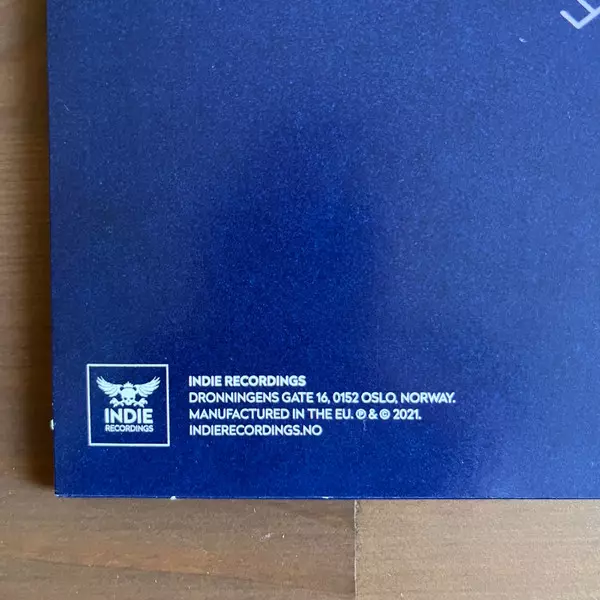 INDIE
RECORDINGS
INDIE RECORDINGS
DRONNINGENS GATE 16, 0152 OSLO, NORWAY.
MANUFACTURED IN THE EU. ℗ & © 2021.
INDIERECORDINGS.NO